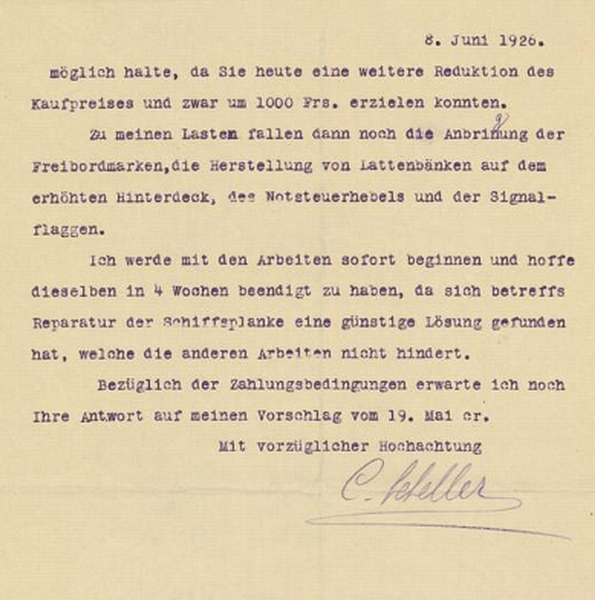 8. Juni 1926.
möglich halte, da Sie heute eine weitere Reduktion des
Kaufpreises und zwar um 1000 Frs. erzielen konnten.
Zu meinen Lasten fallen dann noch die Anbringung der
Freibordmarken,die Herstellung von Lattenbänken auf dem
erhöhten Hinterdeck, des Notsteuerhebels und der Signal-
flaggen.
Ich werde mit den Arbeiten sofort beginnen und hoffe
dieselben in 4 Wochen beendigt zu haben, da sich betreffs
Reparatur der Schiffsplanke eine günstige Lösung gefunden
hat, welche die anderen Arbeiten nicht hindert.
Bezüglich der Zahlungsbedingungen erwarte ich noch
Ihre Antwort auf meinen Vorschlag vom 19. Mai cr.
Mit vorzüglicher Hochachtung
C. Scheller